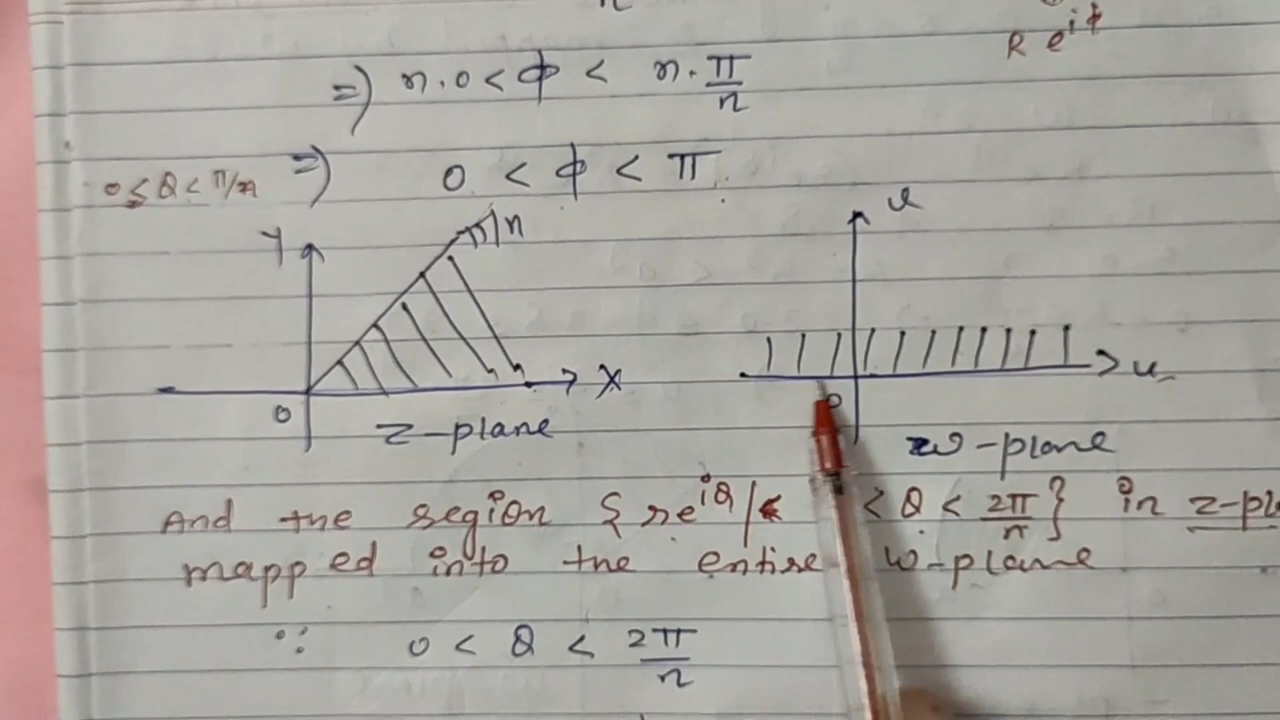 R e^{iϕ}
⇒) n.0 < ϕ < n. π/n
0 ≤ θ < π/n ⇒) 0 < ϕ < π.
Y π/n v
0 X 0 u
z-plane w-plane
And the region { re^{iθ} / < θ < 2π/n } in z-pl
mapped into the entire w-plane
∵ 0 < θ < 2π/n